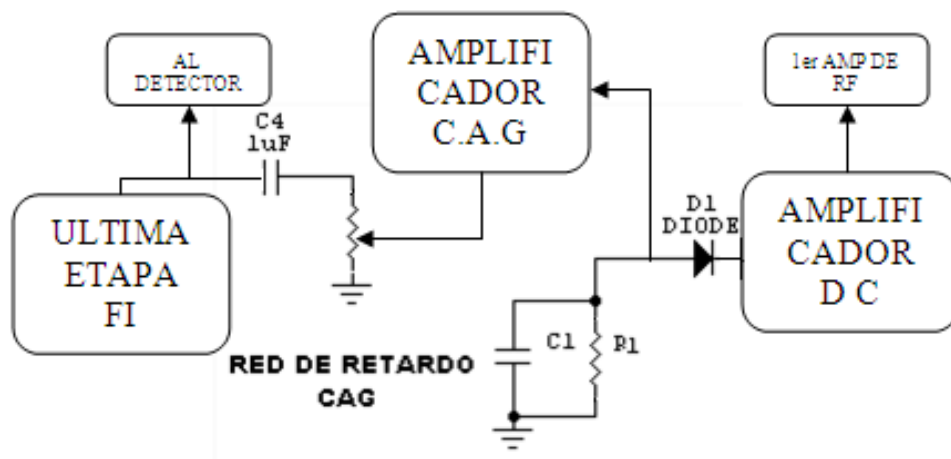 AL
DETECTOR
AMPLIFI
CADOR
C.A.G
1er AMP DE
RF
C4
1uF
ULTIMA
ETAPA
FI
D1
DIODE
AMPLIFI
CADOR
D C
C1
R1
RED DE RETARDO
CAG